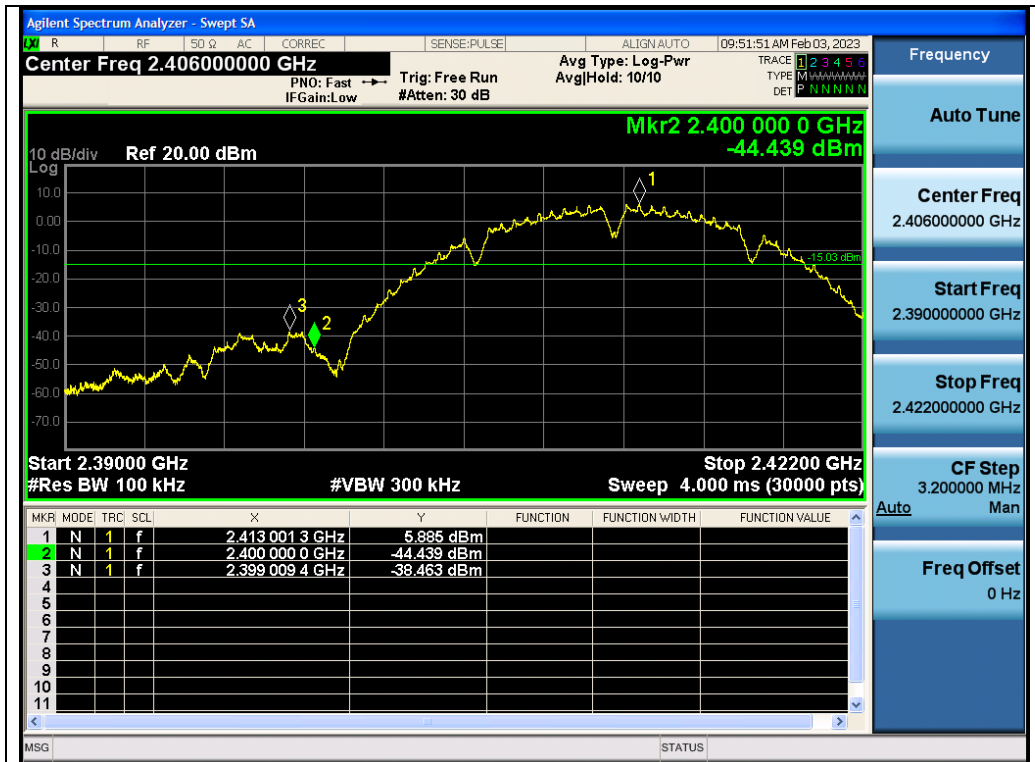 Agilent Spectrum Analyzer - Swept SA
LXI R RF 50 Ω AC CORREC SENSE:PULSE ALIGNAUTO 09:51:51 AM Feb 03, 2023
Center Freq 2.406000000 GHz
PNO: Fast
IFGain:Low
Trig: Free Run
#Atten: 30 dB
Avg Type: Log-Pwr
Avg|Hold: 10/10
TRACE 1 2 3 4 5 6
TYPE M WWWWW
DET P N N N N N
Mkr2 2.400 000 0 GHz
-44.439 dBm
10 dB/div Ref 20.00 dBm
Log
10.0
0.00
-10.0
-20.0
-30.0
-40.0
-50.0
-60.0
-70.0
1
-15.03 dBm
3
2
Start 2.39000 GHz Stop 2.42200 GHz
#Res BW 100 kHz #VBW 300 kHz Sweep 4.000 ms (30000 pts)
MKR MODE TRC SCL X Y FUNCTION FUNCTION WIDTH FUNCTION VALUE
1 N 1 f 2.413 001 3 GHz 5.885 dBm
2 N 1 f 2.400 000 0 GHz -44.439 dBm
3 N 1 f 2.399 009 4 GHz -38.463 dBm
4
5
6
7
8
9
10
11
MSG STATUS
Frequency
Auto Tune
Center Freq
2.406000000 GHz
Start Freq
2.390000000 GHz
Stop Freq
2.422000000 GHz
CF Step
3.200000 MHz
Auto Man
Freq Offset
0 Hz